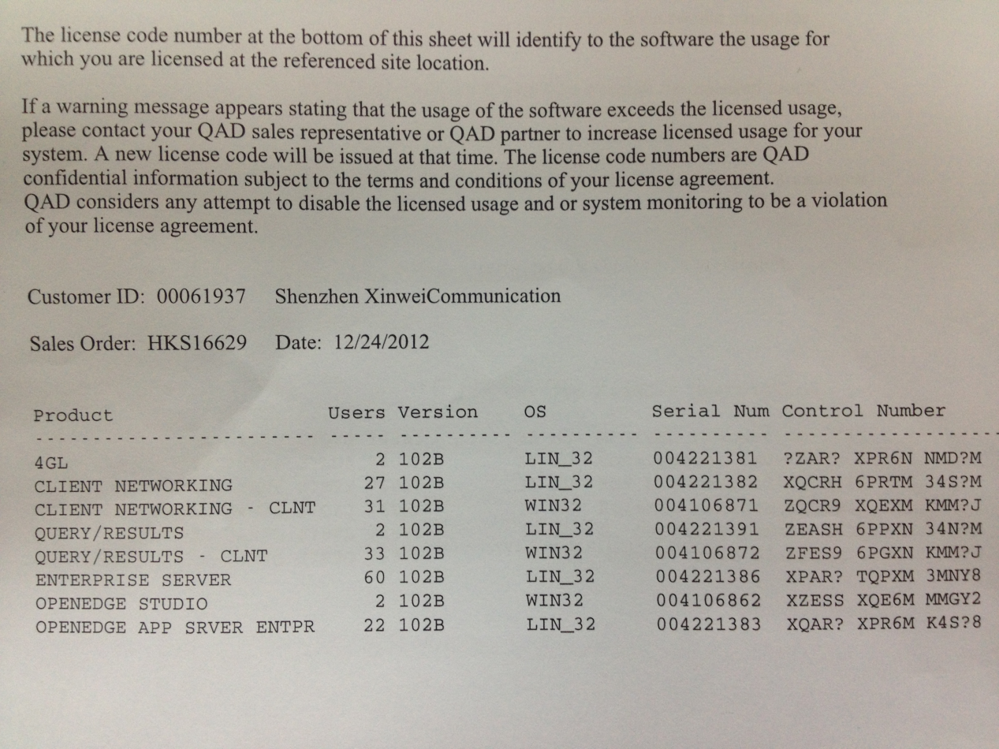 The license code number at the bottom of this sheet will identify to the software the usage for
which you are licensed at the referenced site location.
If a warning message appears stating that the usage of the software exceeds the licensed usage,
please contact your QAD sales representative or QAD partner to increase licensed usage for your
system. A new license code will be issued at that time. The license code numbers are QAD
confidential information subject to the terms and conditions of your license agreement.
QAD considers any attempt to disable the licensed usage and or system monitoring to be a violation
of your license agreement.
Customer ID: 00061937 Shenzhen XinweiCommunication
Sales Order: HKS16629 Date: 12/24/2012
Product Users Version OS Serial Num Control Number
4GL 2 102B LIN_32 004221381 ?ZAR? XPR6N NMD?M
CLIENT NETWORKING 27 102B LIN_32 004221382 XQCRH 6PRTM 34S?M
CLIENT NETWORKING - CLNT 31 102B WIN32 004106871 ZQCR9 XQEXM KMM?J
QUERY/RESULTS 2 102B LIN_32 004221391 ZEASH 6PPXN 34N?M
QUERY/RESULTS - CLNT 33 102B WIN32 004106872 ZFES9 6PGXN KMM?J
ENTERPRISE SERVER 60 102B LIN_32 004221386 XPAR? TQPXM 3MNY8
OPENEDGE STUDIO 2 102B WIN32 004106862 XZESS XQE6M MMGY2
OPENEDGE APP SRVER ENTPR 22 102B LIN_32 004221383 XQAR? XPR6M K4S?8